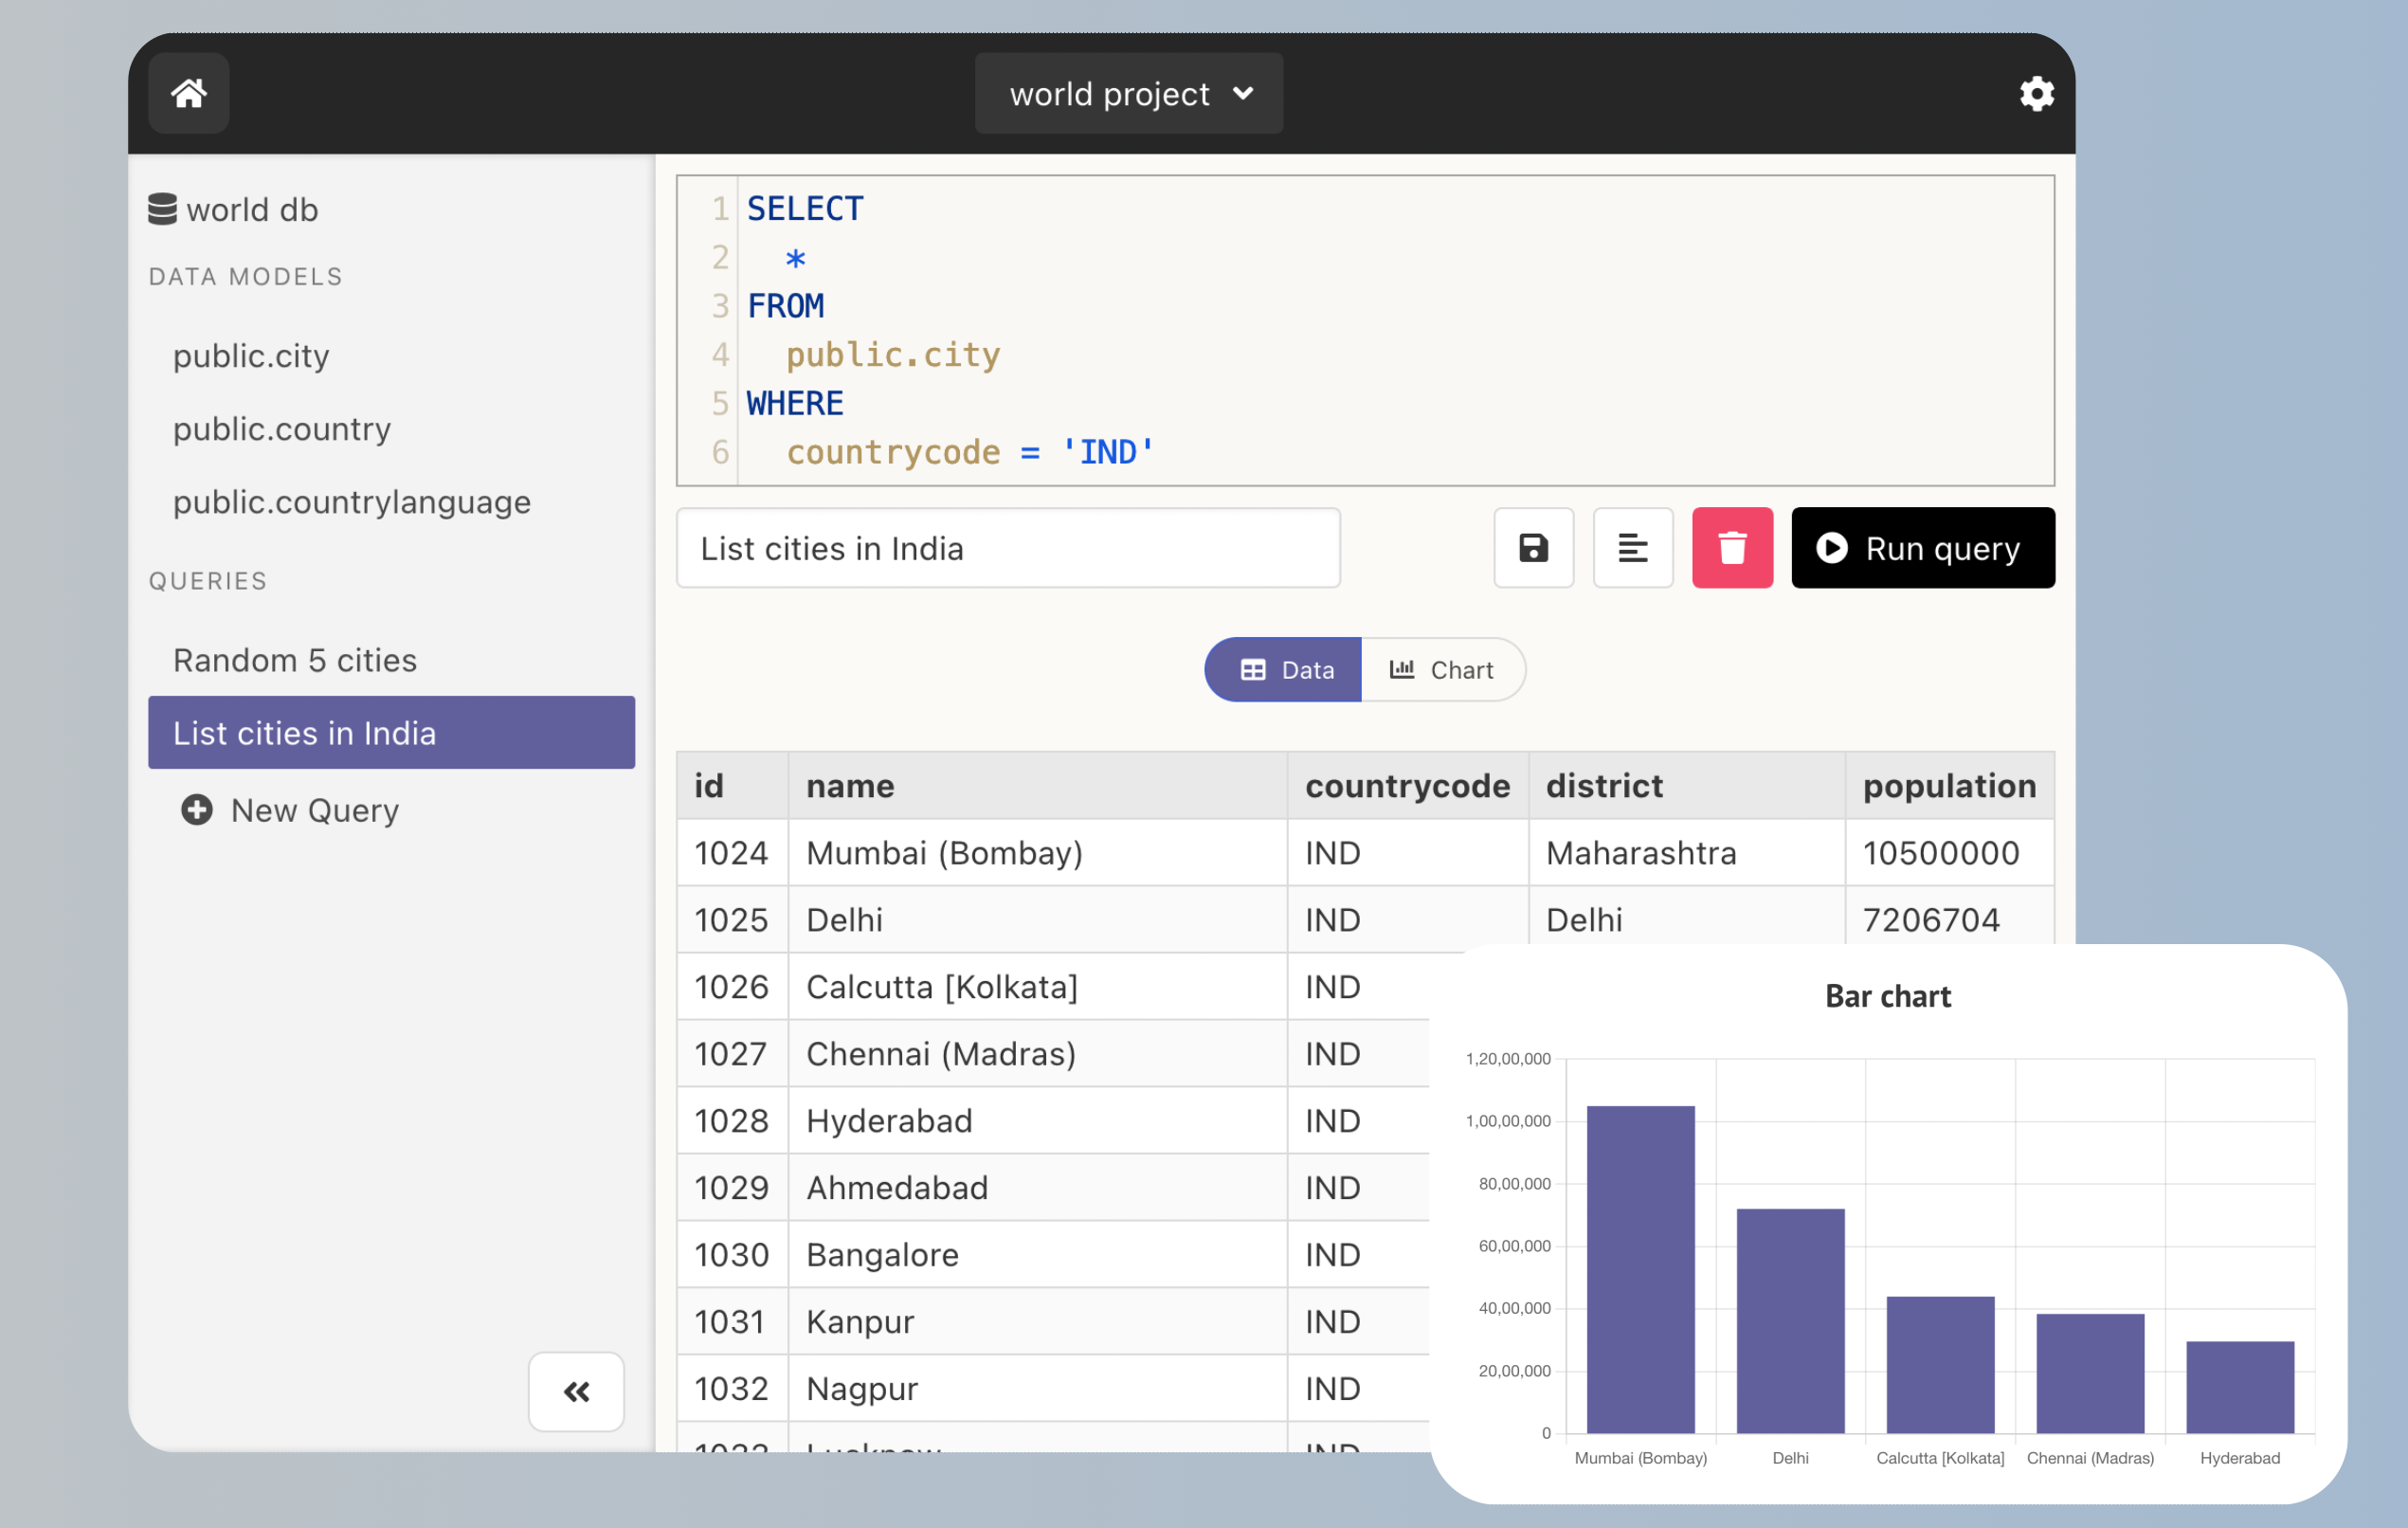 world project
world db
DATA MODELS
public.city
public.country
public.countrylanguage
QUERIES
Random 5 cities
List cities in India
New Query
1 SELECT
2 *
3 FROM
4 public.city
5 WHERE
6 countrycode = 'IND'
List cities in India
Run query
Data Chart
id name countrycode district population
1024 Mumbai (Bombay) IND Maharashtra 10500000
1025 Delhi IND Delhi 7206704
1026 Calcutta [Kolkata] IND
1027 Chennai (Madras) IND
1028 Hyderabad IND
1029 Ahmedabad IND
1030 Bangalore IND
1031 Kanpur IND
1032 Nagpur IND
1033 Lucknow IND
Bar chart
1,20,00,000
1,00,00,000
80,00,000
60,00,000
40,00,000
20,00,000
0
Mumbai (Bombay) Delhi Calcutta [Kolkata] Chennai (Madras) Hyderabad